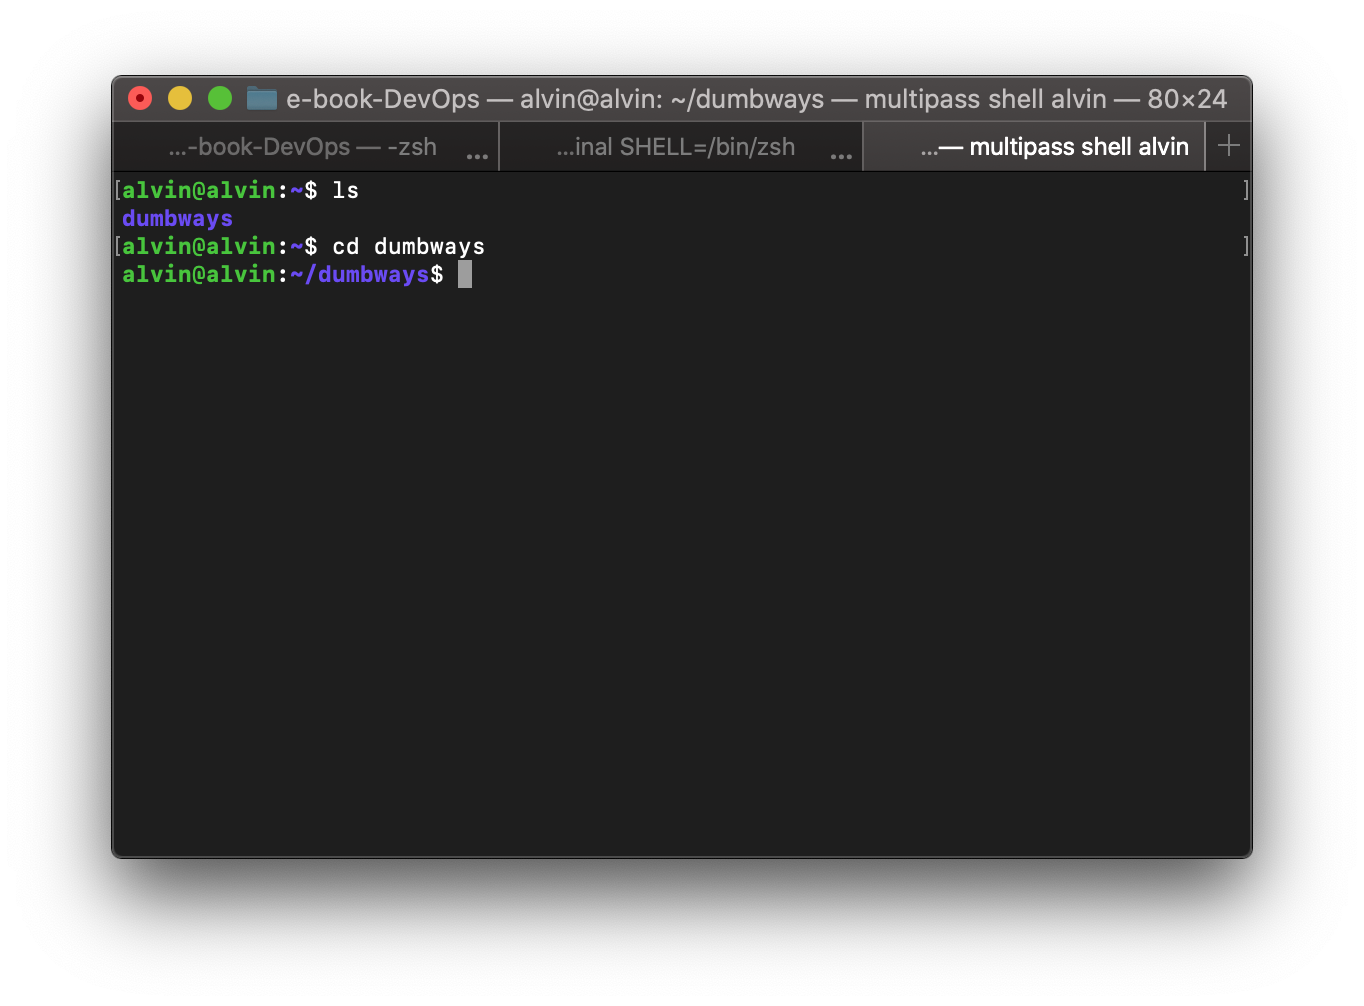 e-book-DevOps — alvin@alvin: ~/dumbways — multipass shell alvin — 80×24
...-book-DevOps — -zsh ... ...inal SHELL=/bin/zsh ... ...— multipass shell alvin +
[alvin@alvin:~$ ls ]
dumbways
[alvin@alvin:~$ cd dumbways ]
alvin@alvin:~/dumbways$